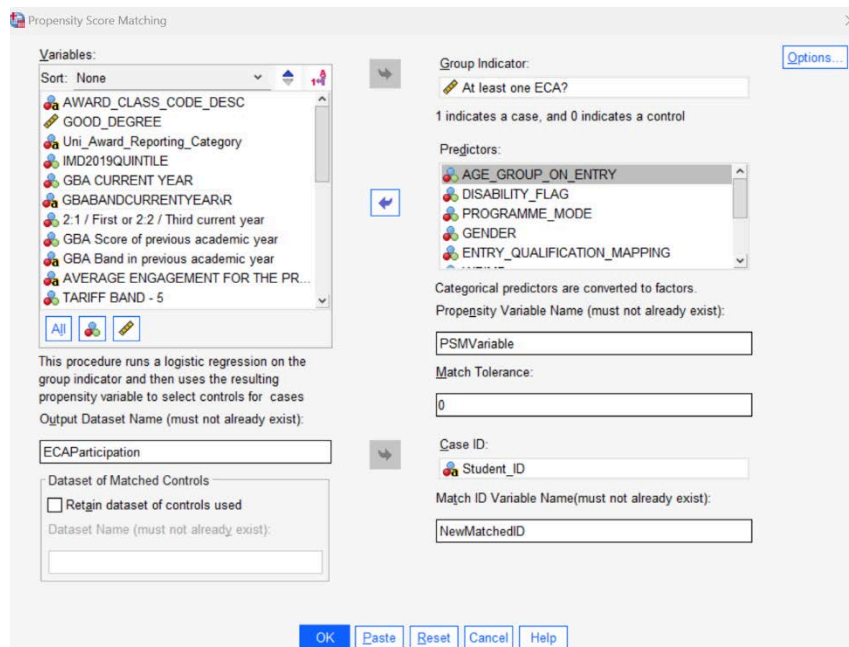 Propensity Score Matching
Variables:
Sort: None
AWARD_CLASS_CODE_DESC
GOOD_DEGREE
Uni_Award_Reporting_Category
IMD2019QUINTILE
GBA CURRENT YEAR
GBABANDCURRENTYEAR\R
2:1 / First or 2:2 / Third current year
GBA Score of previous academic year
GBA Band in previous academic year
AVERAGE ENGAGEMENT FOR THE PR...
TARIFF BAND - 5
All
This procedure runs a logistic regression on the
group indicator and then uses the resulting
propensity variable to select controls for cases
Output Dataset Name (must not already exist):
ECAParticipation
Dataset of Matched Controls
Retain dataset of controls used
Dataset Name (must not already exist):
Group Indicator:
At least one ECA?
1 indicates a case, and 0 indicates a control
Predictors:
AGE_GROUP_ON_ENTRY
DISABILITY_FLAG
PROGRAMME_MODE
GENDER
ENTRY_QUALIFICATION_MAPPING
Categorical predictors are converted to factors.
Propensity Variable Name (must not already exist):
PSMVariable
Match Tolerance:
0
Case ID:
Student_ID
Match ID Variable Name(must not already exist):
NewMatchedID
Options...
OK
Paste
Reset
Cancel
Help